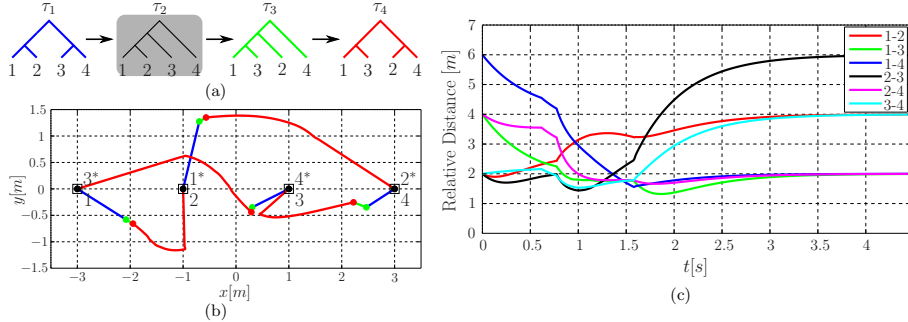 τ1 τ2 τ3 τ4
1 2 3 4 1 2 3 4 1 3 2 4 1 3 2 4
(a)
y[m]
1.5
1
0.5
0
−0.5
−1
−1.5
3*
1
1*
2
4*
3
2*
4
−3 −2 −1 0 1 2 3
x[m]
(b)
Relative Distance [m]
7
6
5
4
3
2
1
0
1-2
1-3
1-4
2-3
2-4
3-4
0 0.5 1 1.5 2 2.5 3 3.5 4
t[s]
(c)